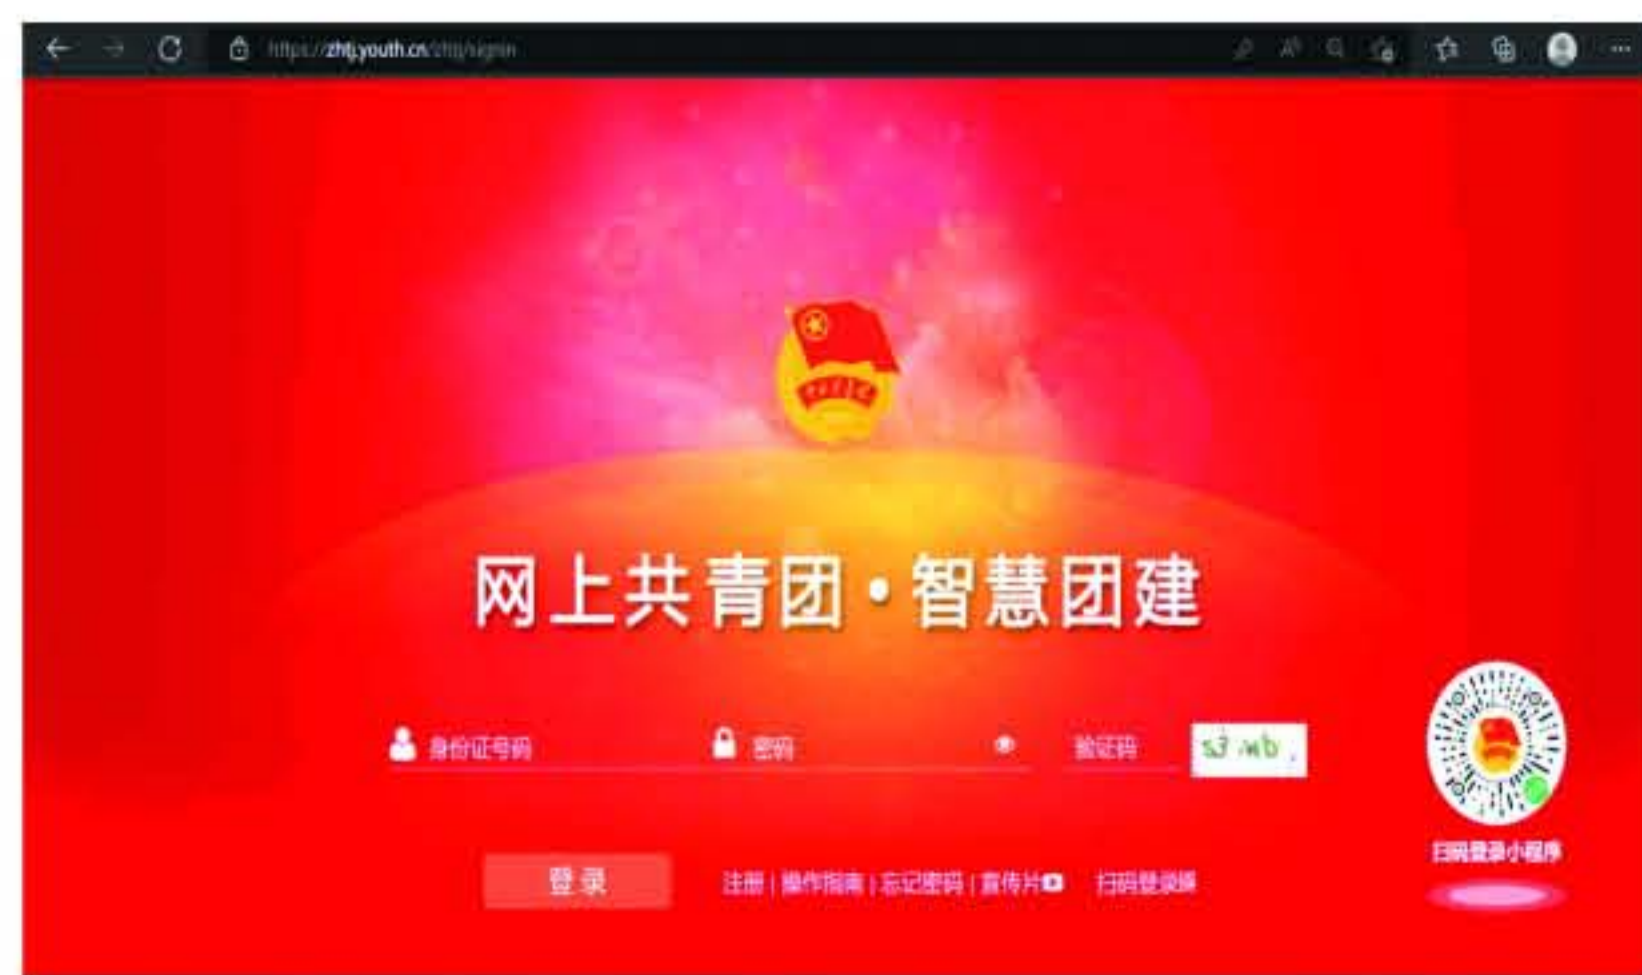 https://zhtj.youth.cn/zhtj/signin
网上共青团·智慧团建
身份证号码 密码 验证码
扫码登录小程序
登录 注册 | 操作指南 | 忘记密码 | 宣传片 扫码登录